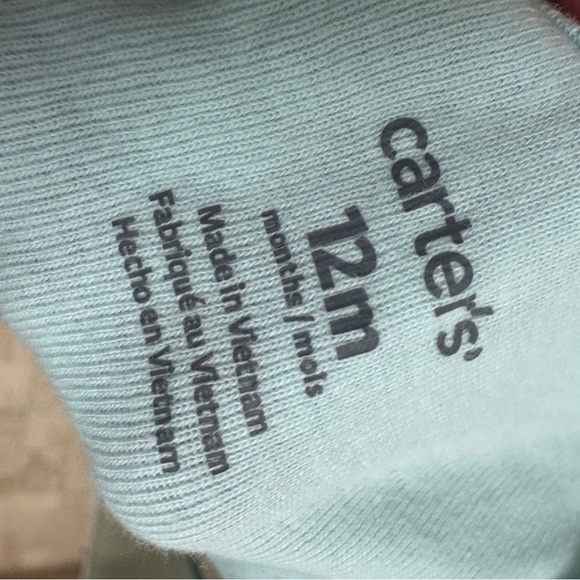 carter's'
12m
months / mois
Made in Vietnam
Fabriqué au Vietnam
Hecho en Vietnam